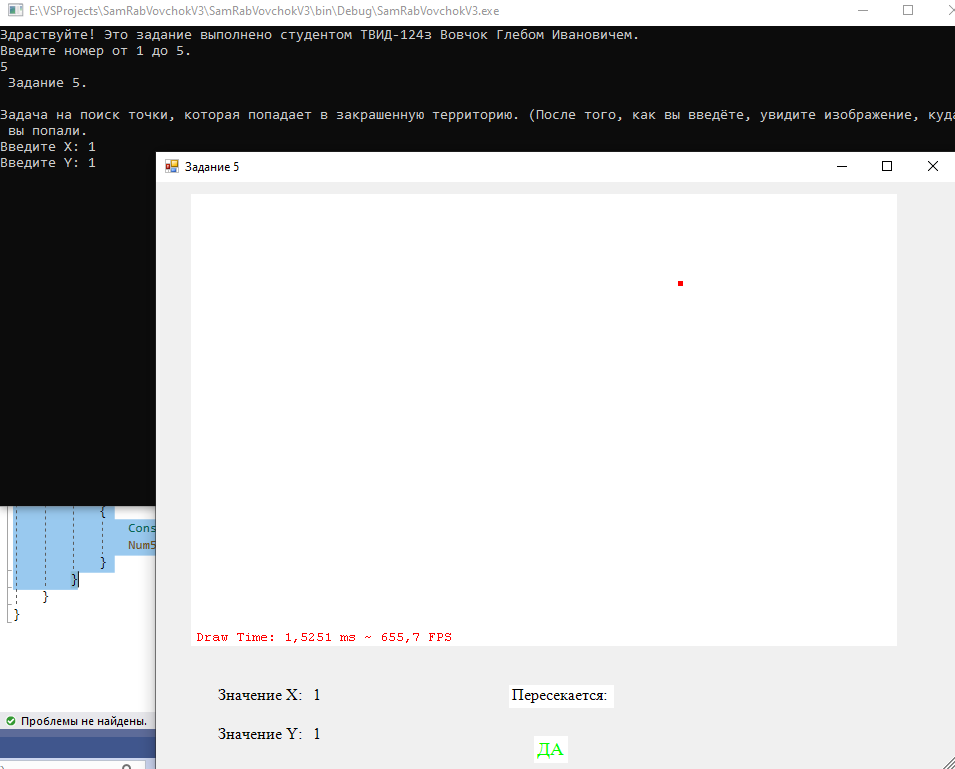 E:\VSProjects\SamRabVovchokV3\SamRabVovchokV3\bin\Debug\SamRabVovchokV3.exe
Здраствуйте! Это задание выполнено студентом ТВИД-124з Вовчок Глебом Ивановичем.
Введите номер от 1 до 5.
5
Задание 5.
Задача на поиск точки, которая попадает в закрашенную территорию. (После того, как вы введёте, увидите изображение, куда
вы попали.
Введите X: 1
Введите Y: 1
Задание 5
{
Cons
Num5
}
}
}
}
Draw Time: 1,5251 ms ~ 655,7 FPS
Значение X: 1
Пересекается:
Значение Y: 1
ДА
Проблемы не найдены.